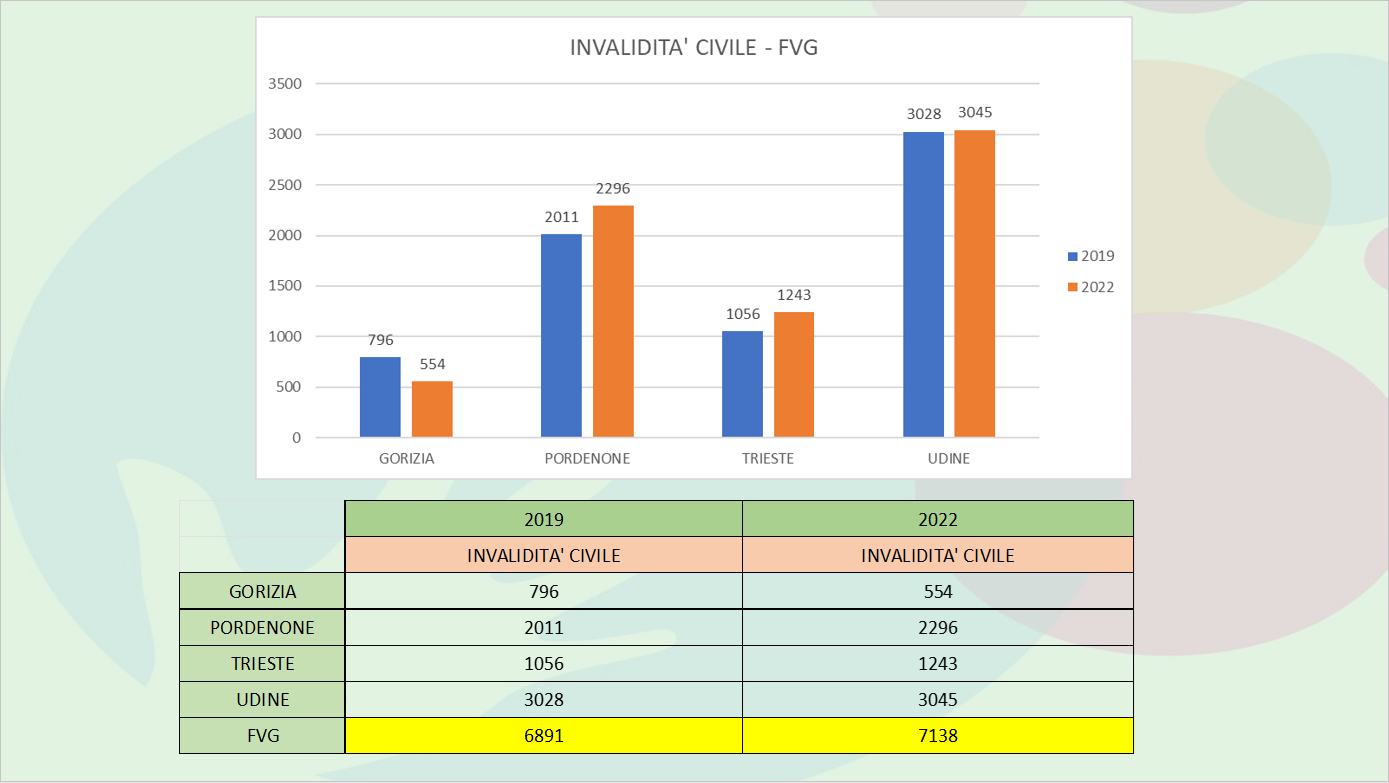 INVALIDITA' CIVILE - FVG
3500
3000
2500
2000
1500
1000
500
0
796
554
2011
2296
1056
1243
3028
3045
GORIZIA
PORDENONE
TRIESTE
UDINE
2019
2022
2019 2022
INVALIDITA' CIVILE INVALIDITA' CIVILE
GORIZIA 796 554
PORDENONE 2011 2296
TRIESTE 1056 1243
UDINE 3028 3045
FVG 6891 7138